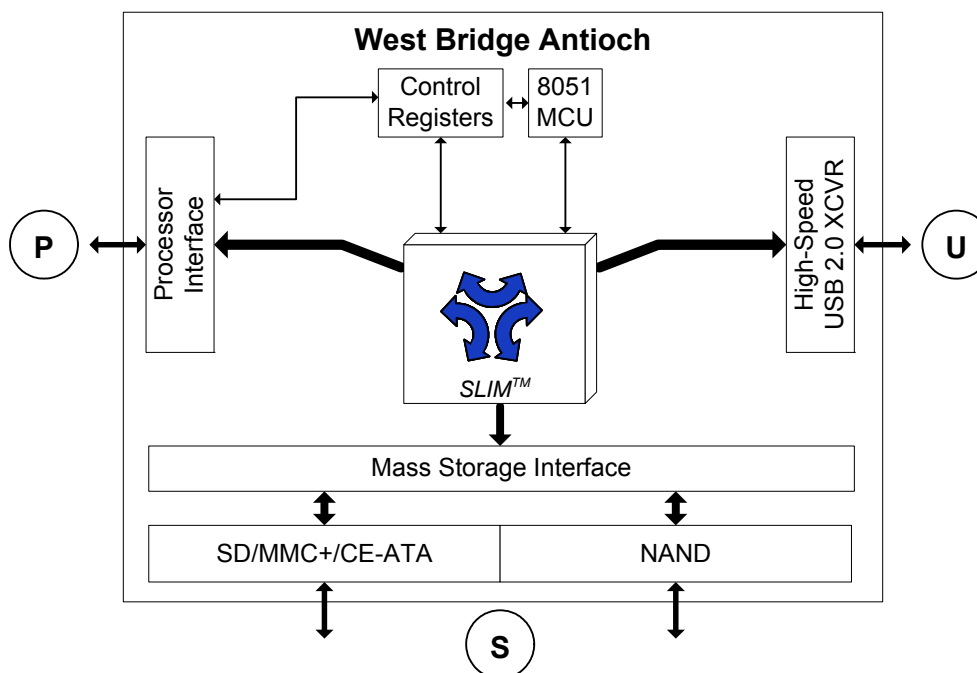 West Bridge Antioch
Control
Registers
8051
MCU
Processor
Interface
High-Speed
USB 2.0 XCVR
P
U
SLIM™
Mass Storage Interface
SD/MMC+/CE-ATA
NAND
S